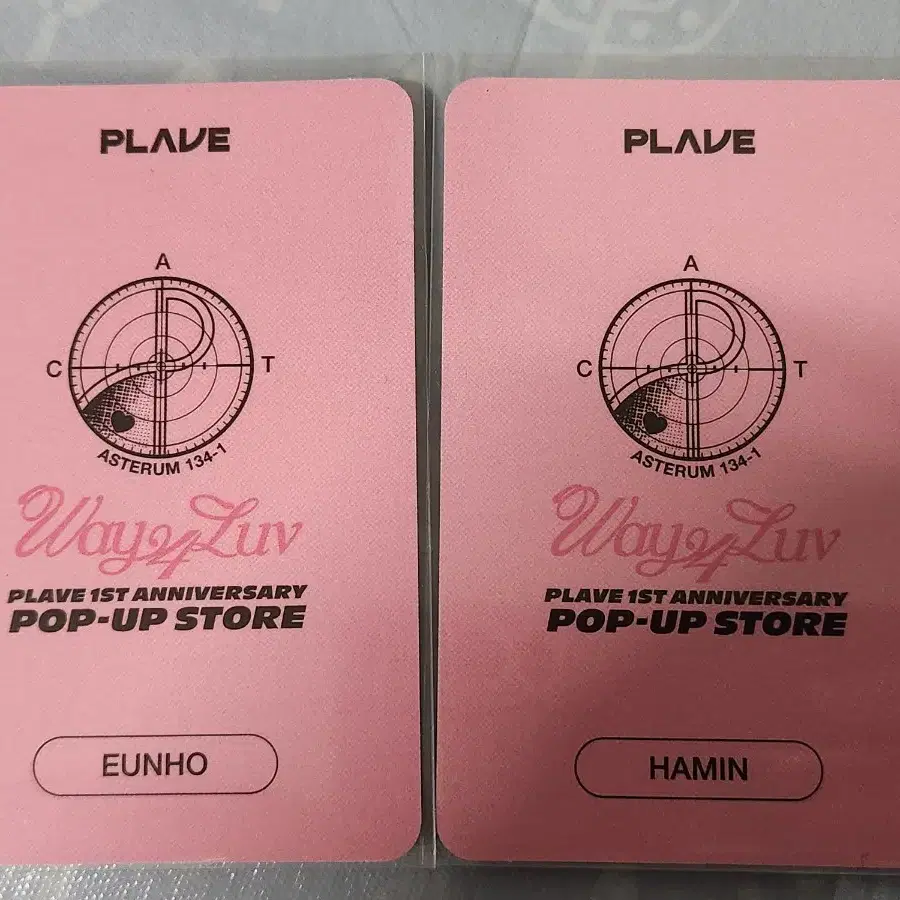 PLAVE
A
C T
ASTERUM 134-1
Way4Luv
PLAVE 1ST ANNIVERSARY
POP-UP STORE
EUNHO
PLAVE
A
C T
ASTERUM 134-1
Way4Luv
PLAVE 1ST ANNIVERSARY
POP-UP STORE
HAMIN